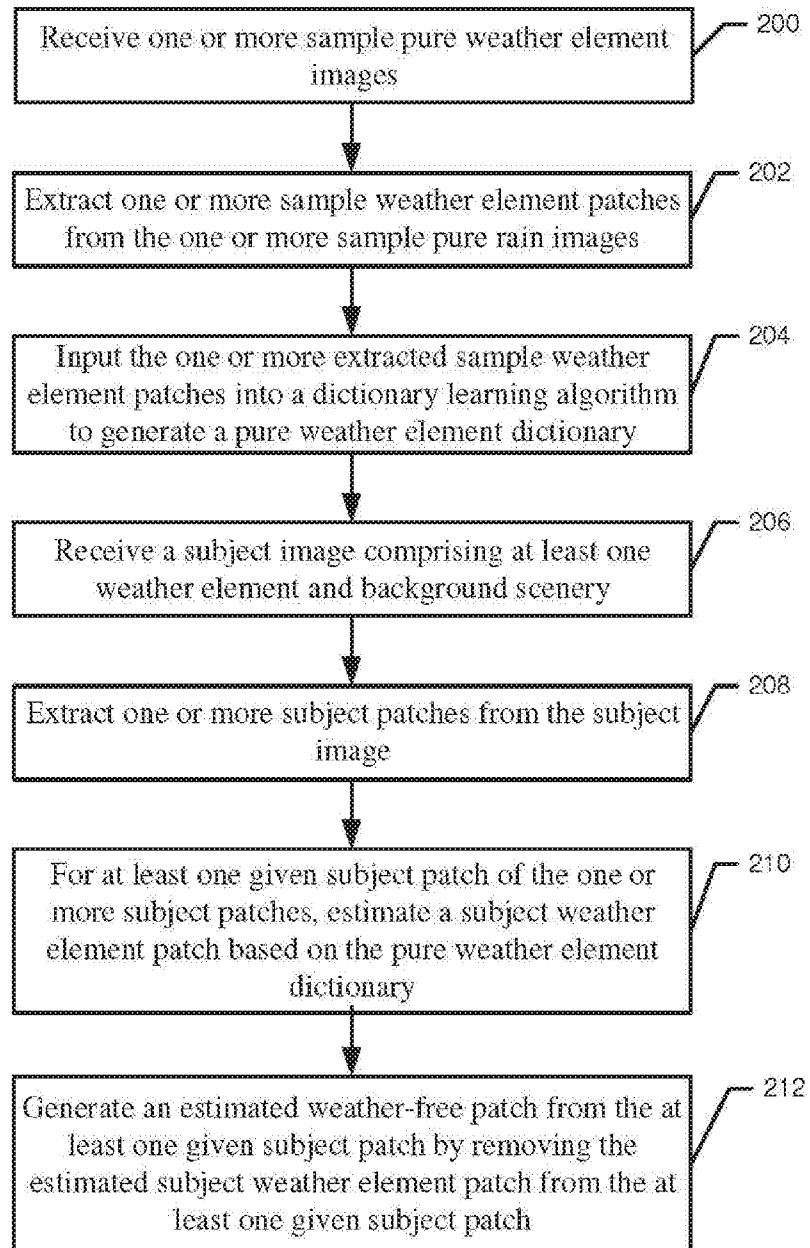 Receive one or more sample pure weather element
images
200
Extract one or more sample weather element patches
from the one or more sample pure rain images
202
Input the one or more extracted sample weather
element patches into a dictionary learning algorithm
to generate a pure weather element dictionary
204
Receive a subject image comprising at least one
weather element and background scenery
206
Extract one or more subject patches from the subject
image
208
For at least one given subject patch of the one or
more subject patches, estimate a subject weather
element patch based on the pure weather element
dictionary
210
Generate an estimated weather-free patch from the at
least one given subject patch by removing the
estimated subject weather element patch from the at
least one given subject patch
212